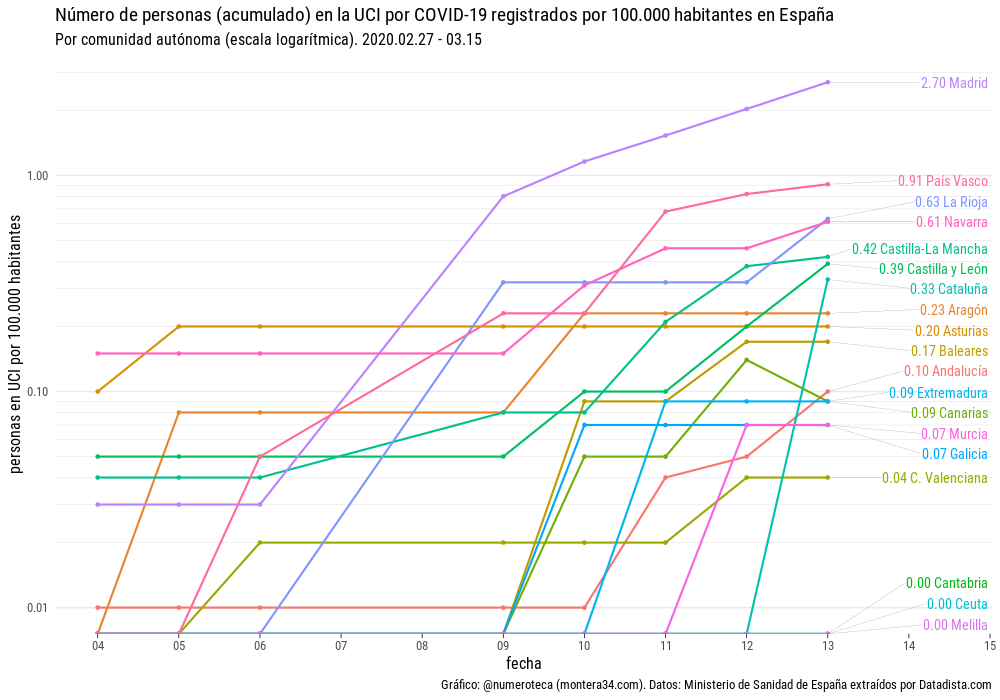 Número de personas (acumulado) en la UCI por COVID-19 registrados por 100.000 habitantes en España
Por comunidad autónoma (escala logarítmica). 2020.02.27 - 03.15
personas en UCI por 100.000 habitantes
1.00
0.10
0.01
2.70 Madrid
0.91 País Vasco
0.63 La Rioja
0.61 Navarra
0.42 Castilla-La Mancha
0.39 Castilla y León
0.33 Cataluña
0.23 Aragón
0.20 Asturias
0.17 Baleares
0.10 Andalucía
0.09 Extremadura
0.09 Canarias
0.07 Murcia
0.07 Galicia
0.04 C. Valenciana
0.00 Cantabria
0.00 Ceuta
0.00 Melilla
04 05 06 07 08 09 10 11 12 13 14 15
fecha
Gráfico: @numeroteca (montera34.com). Datos: Ministerio de Sanidad de España extraídos por Datadista.com